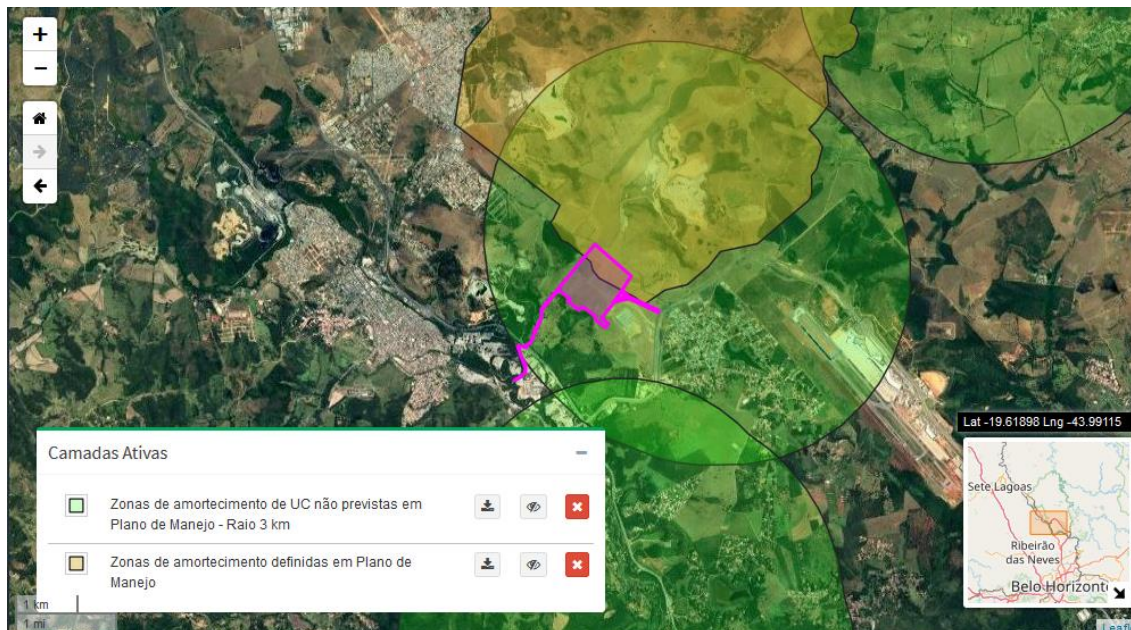 +
−
Lat -19.61898 Lng -43.99115
Camadas Ativas
Zonas de amortecimento de UC não previstas em
Plano de Manejo - Raio 3 km
Zonas de amortecimento definidas em Plano de
Manejo
1 km
1 mi
Sete Lagoas
Ribeirão
das Neves
Belo Horizont
Leafl